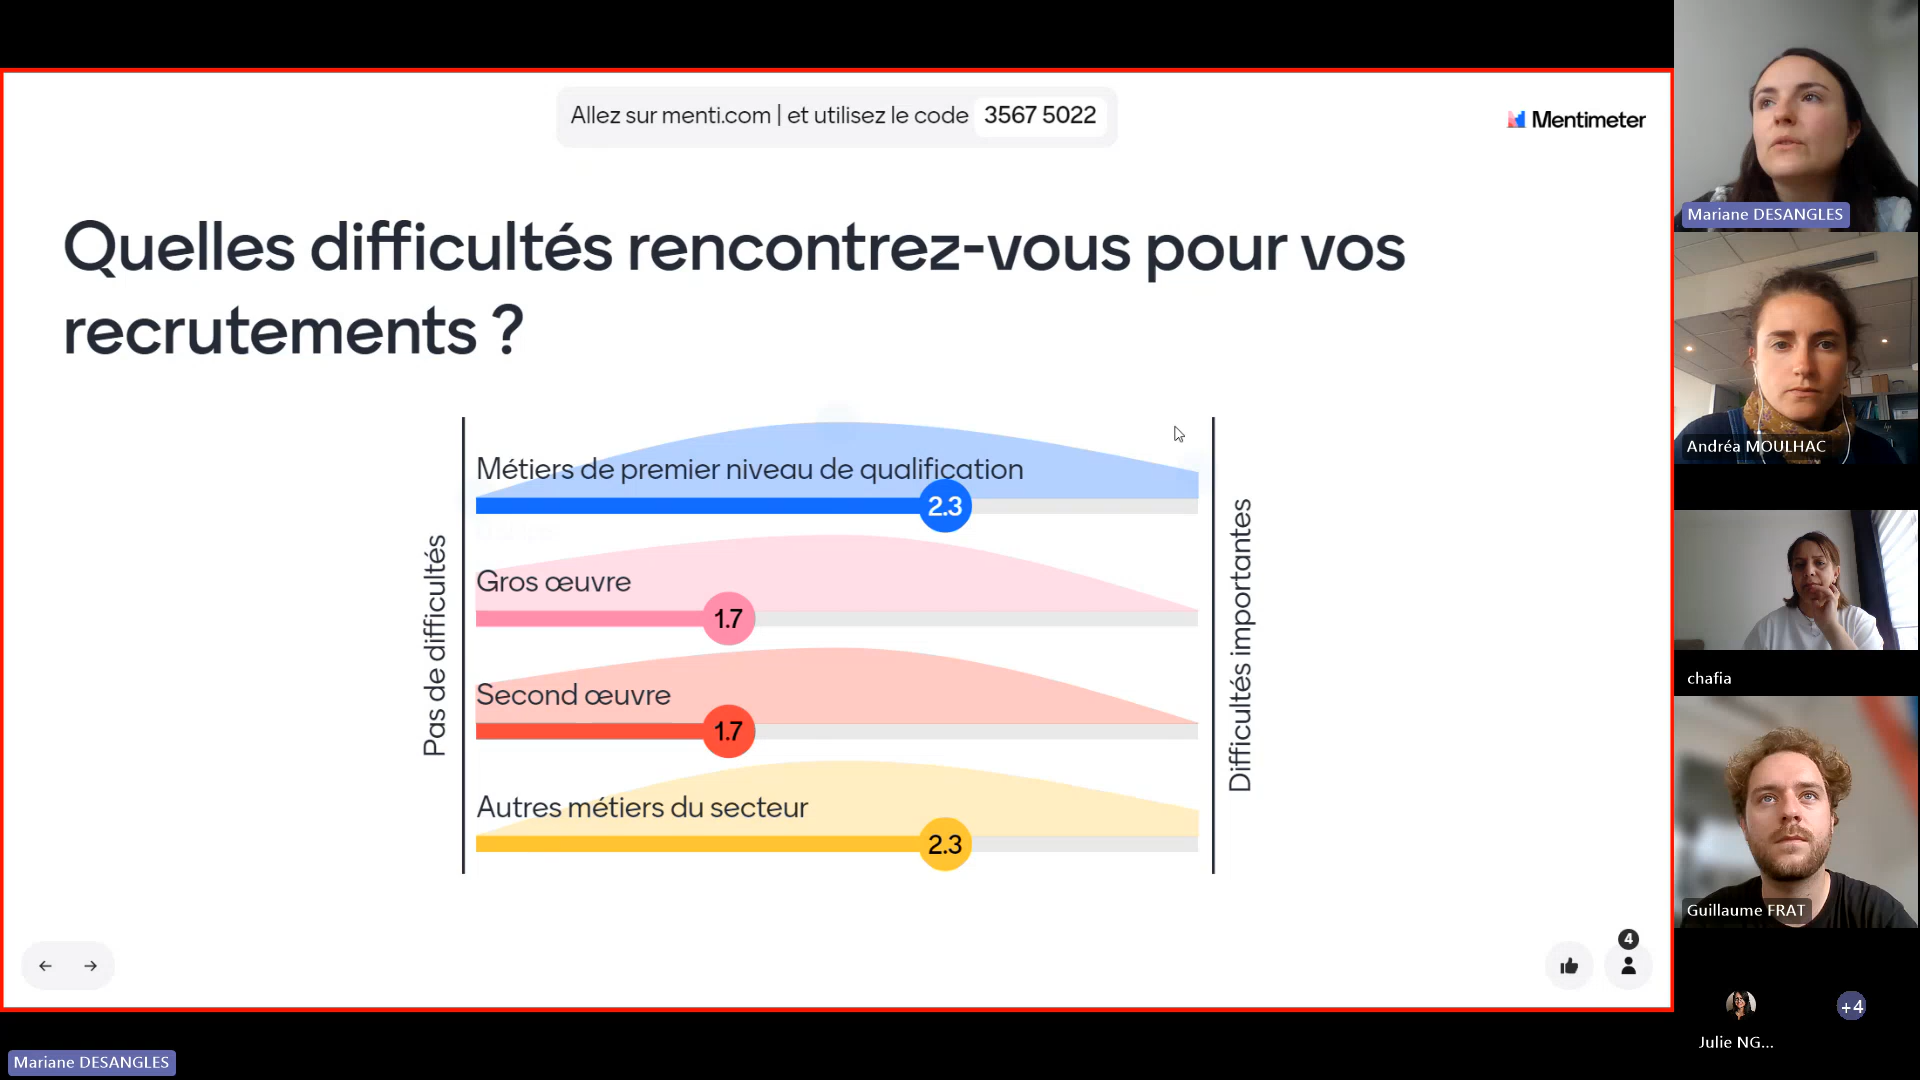 Allez sur menti.com | et utilisez le code 3567 5022
Mentimeter
Quelles difficultés rencontrez-vous pour vos
recrutements ?
Pas de difficultés
Métiers de premier niveau de qualification
2.3
Gros œuvre
1.7
Second œuvre
1.7
Autres métiers du secteur
2.3
Difficultés importantes
4
Mariane DESANGLES
Andréa MOULHAC
chafia
Guillaume FRAT
Julie NG...
+4
Mariane DESANGLES